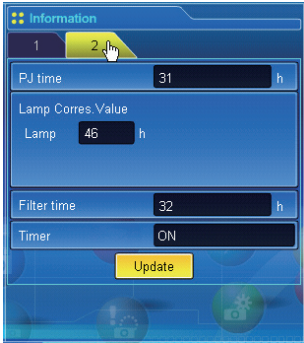 Information
1 2
PJ time 31 h
Lamp Corres.Value
Lamp 46 h
Filter time 32 h
Timer ON
Update